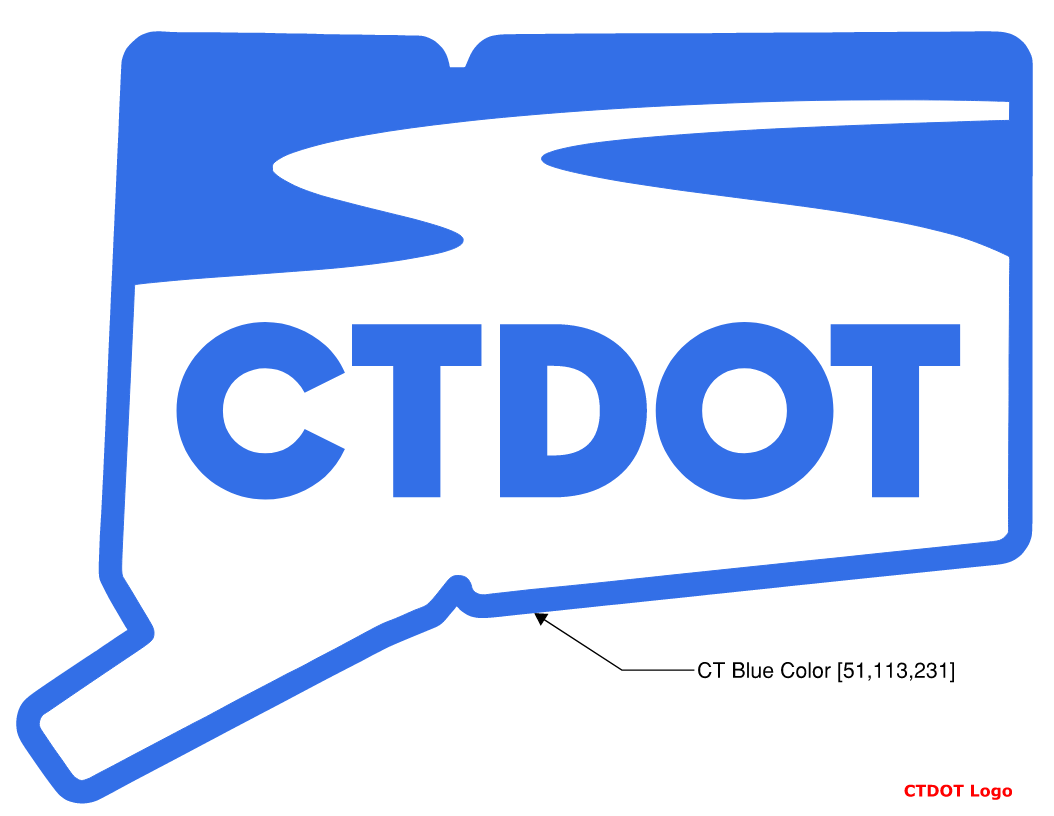 CTDOT
CT Blue Color [51,113,231]
CTDOT Logo